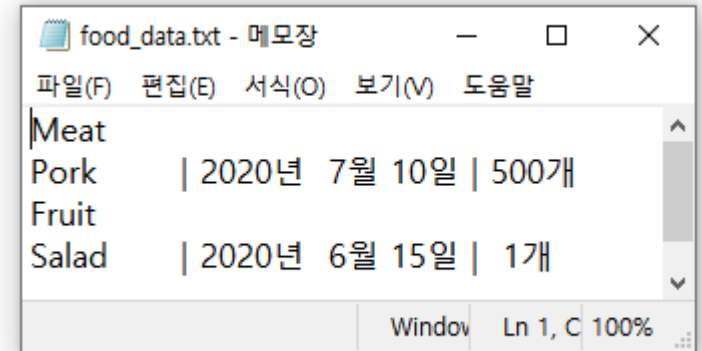 food_data.txt - 메모장
파일(F) 편집(E) 서식(O) 보기(V) 도움말
Meat
Pork | 2020년 7월 10일 | 500개
Fruit
Salad | 2020년 6월 15일 | 1개
Window Ln 1, C 100%